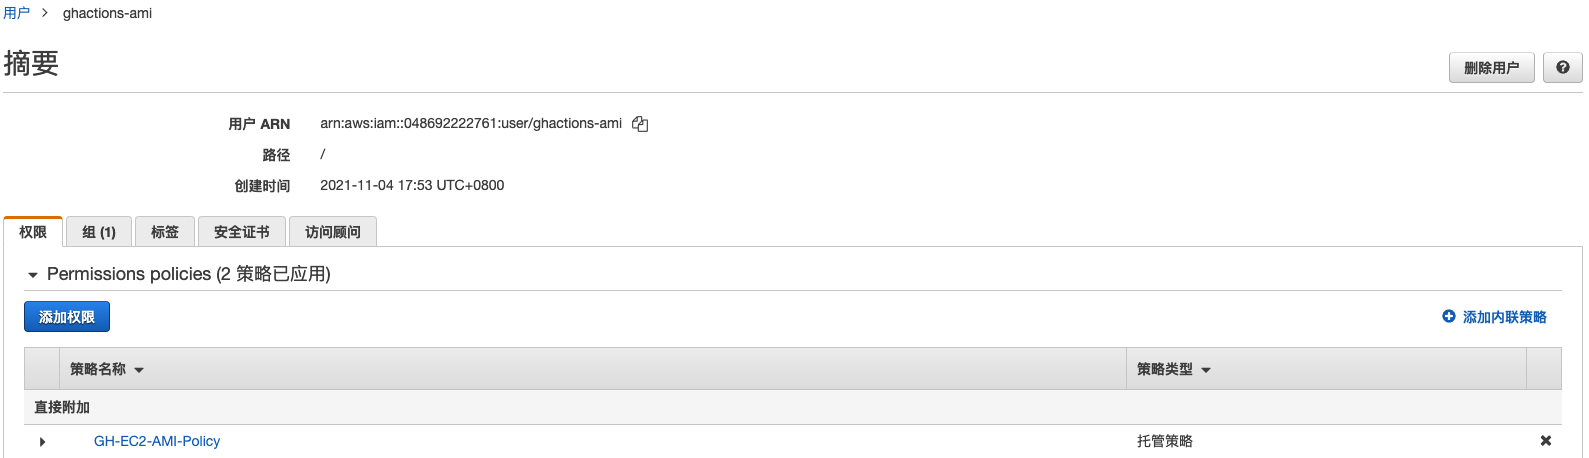 用户 > ghactions-ami
摘要
删除用户
用户 ARN arn:aws:iam::048692222761:user/ghactions-ami
路径 /
创建时间 2021-11-04 17:53 UTC+0800
权限 组 (1) 标签 安全证书 访问顾问
Permissions policies (2 策略已应用)
添加权限 添加内联策略
策略名称 策略类型
直接附加
GH-EC2-AMI-Policy 托管策略